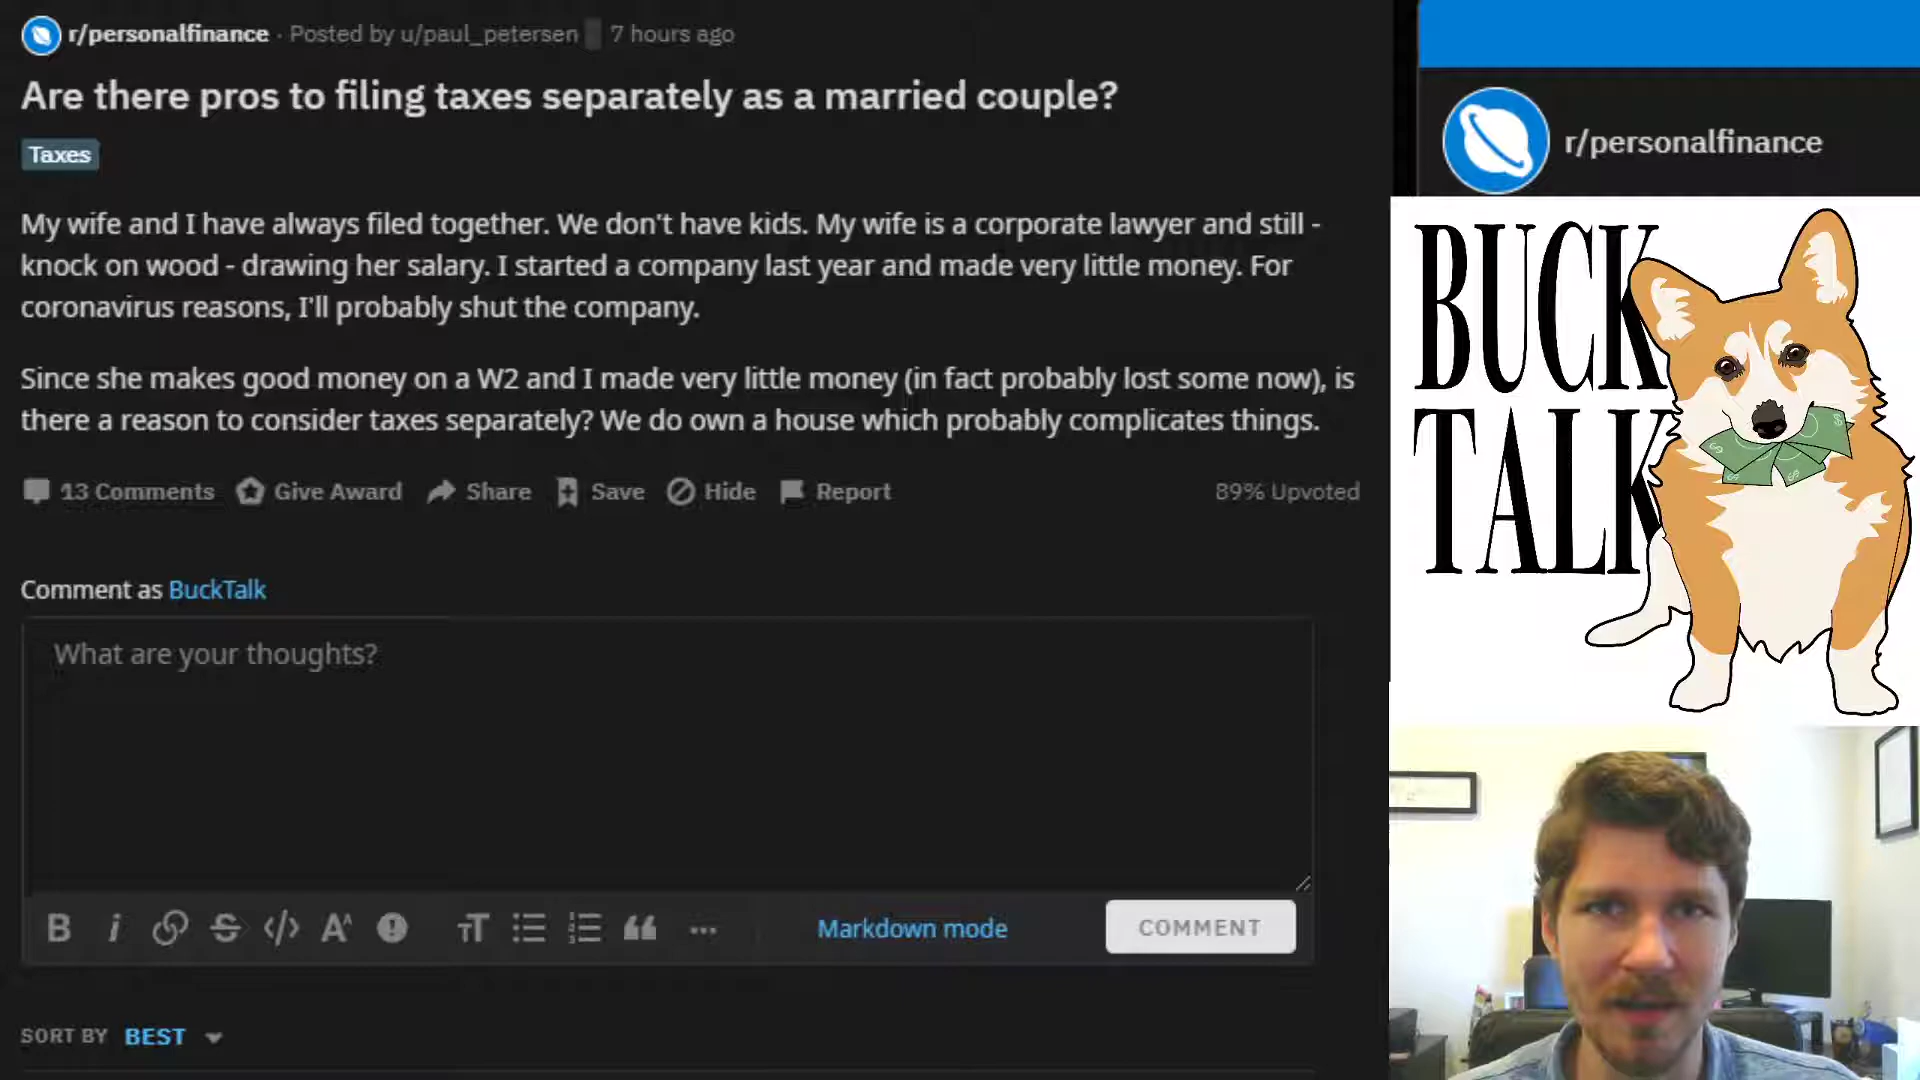 r/personalfinance · Posted by u/paul_petersen 7 hours ago
Are there pros to filing taxes separately as a married couple?
Taxes
My wife and I have always filed together. We don't have kids. My wife is a corporate lawyer and still -
knock on wood - drawing her salary. I started a company last year and made very little money. For
coronavirus reasons, I'll probably shut the company.
Since she makes good money on a W2 and I made very little money (in fact probably lost some now), is
there a reason to consider taxes separately? We do own a house which probably complicates things.
13 Comments Give Award Share Save Hide Report 89% Upvoted
Comment as BuckTalk
What are your thoughts?
Markdown mode COMMENT
SORT BY BEST
r/personalfinance
BUCK
TALK